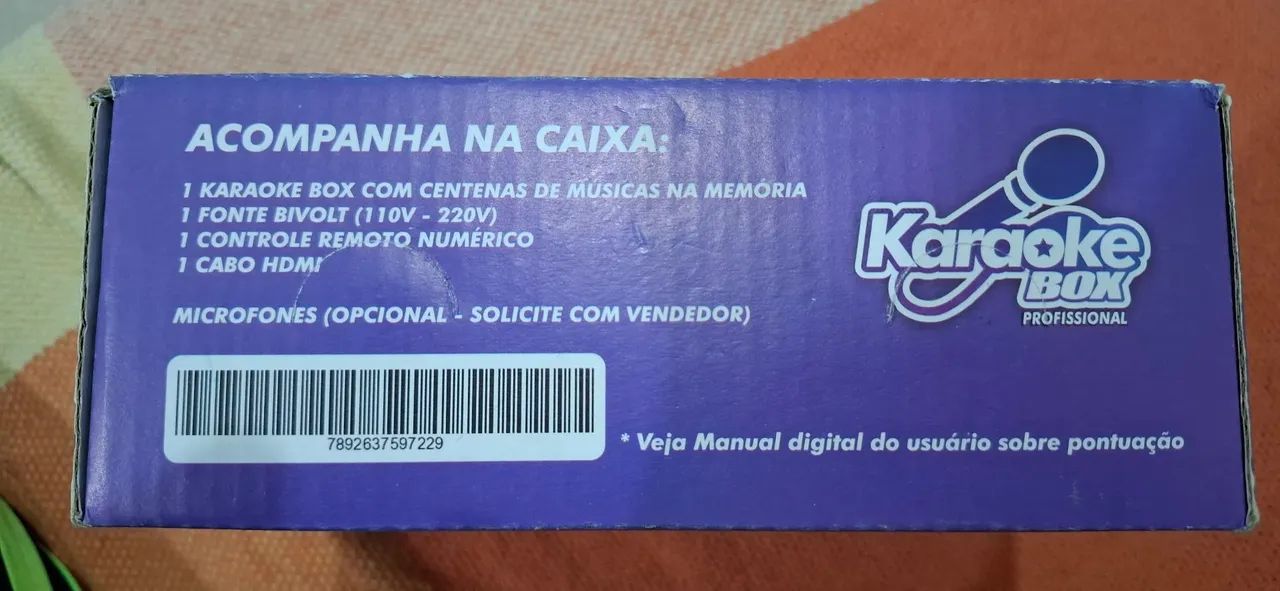 ACOMPANHA NA CAIXA:
1 KARAOKE BOX COM CENTENAS DE MÚSICAS NA MEMÓRIA
1 FONTE BIVOLT (110V - 220V)
1 CONTROLE REMOTO NUMÉRICO
1 CABO HDMI
MICROFONES (OPCIONAL - SOLICITE COM VENDEDOR)
Karaoke
BOX
PROFISSIONAL
7892637597229
* Veja Manual digital do usuário sobre pontuação